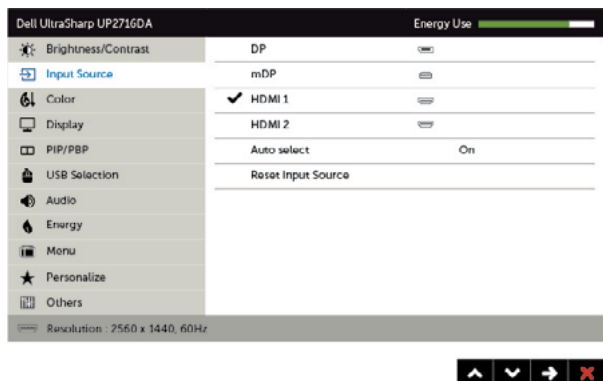 Dell UltraSharp UP2716DA Energy Use
Brightness/Contrast DP
Input Source mDP
Color HDMI 1
Display HDMI 2
PIP/PBP Auto select On
USB Selection Reset Input Source
Audio
Energy
Menu
Personalize
Others
Resolution : 2560 x 1440, 60Hz